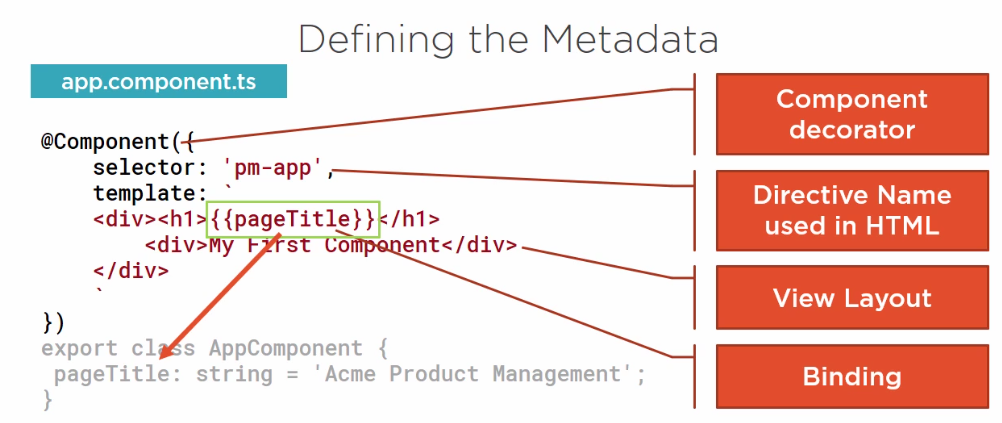 Defining the Metadata
app.component.ts
@Component({
    selector: 'pm-app',
    template: `
    <div><h1>{{pageTitle}}</h1>
        <div>My First Component</div>
    </div>
    `
})
export class AppComponent {
 pageTitle: string = 'Acme Product Management';
}
Component
decorator
Directive Name
used in HTML
View Layout
Binding